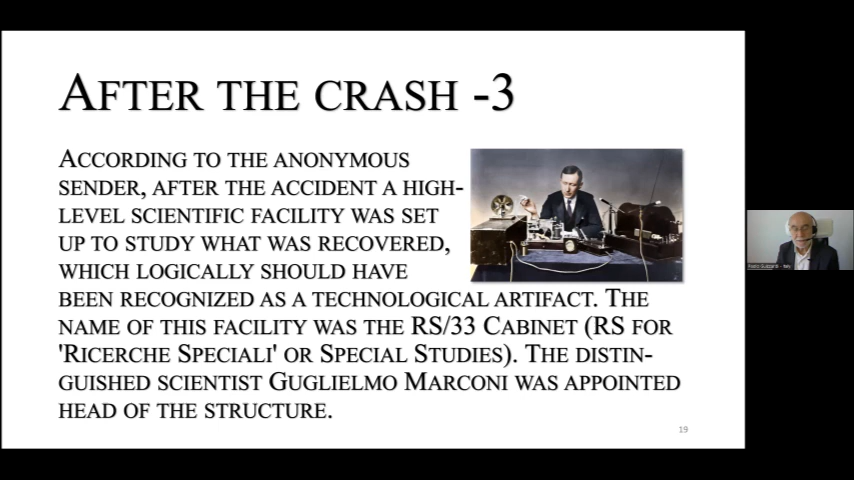 AFTER THE CRASH -3
ACCORDING TO THE ANONYMOUS
SENDER, AFTER THE ACCIDENT A HIGH-
LEVEL SCIENTIFIC FACILITY WAS SET
UP TO STUDY WHAT WAS RECOVERED,
WHICH LOGICALLY SHOULD HAVE
BEEN RECOGNIZED AS A TECHNOLOGICAL ARTIFACT. THE
NAME OF THIS FACILITY WAS THE RS/33 CABINET (RS FOR
'RICERCHE SPECIALI' OR SPECIAL STUDIES). THE DISTIN-
GUISHED SCIENTIST GUGLIELMO MARCONI WAS APPOINTED
HEAD OF THE STRUCTURE.
19